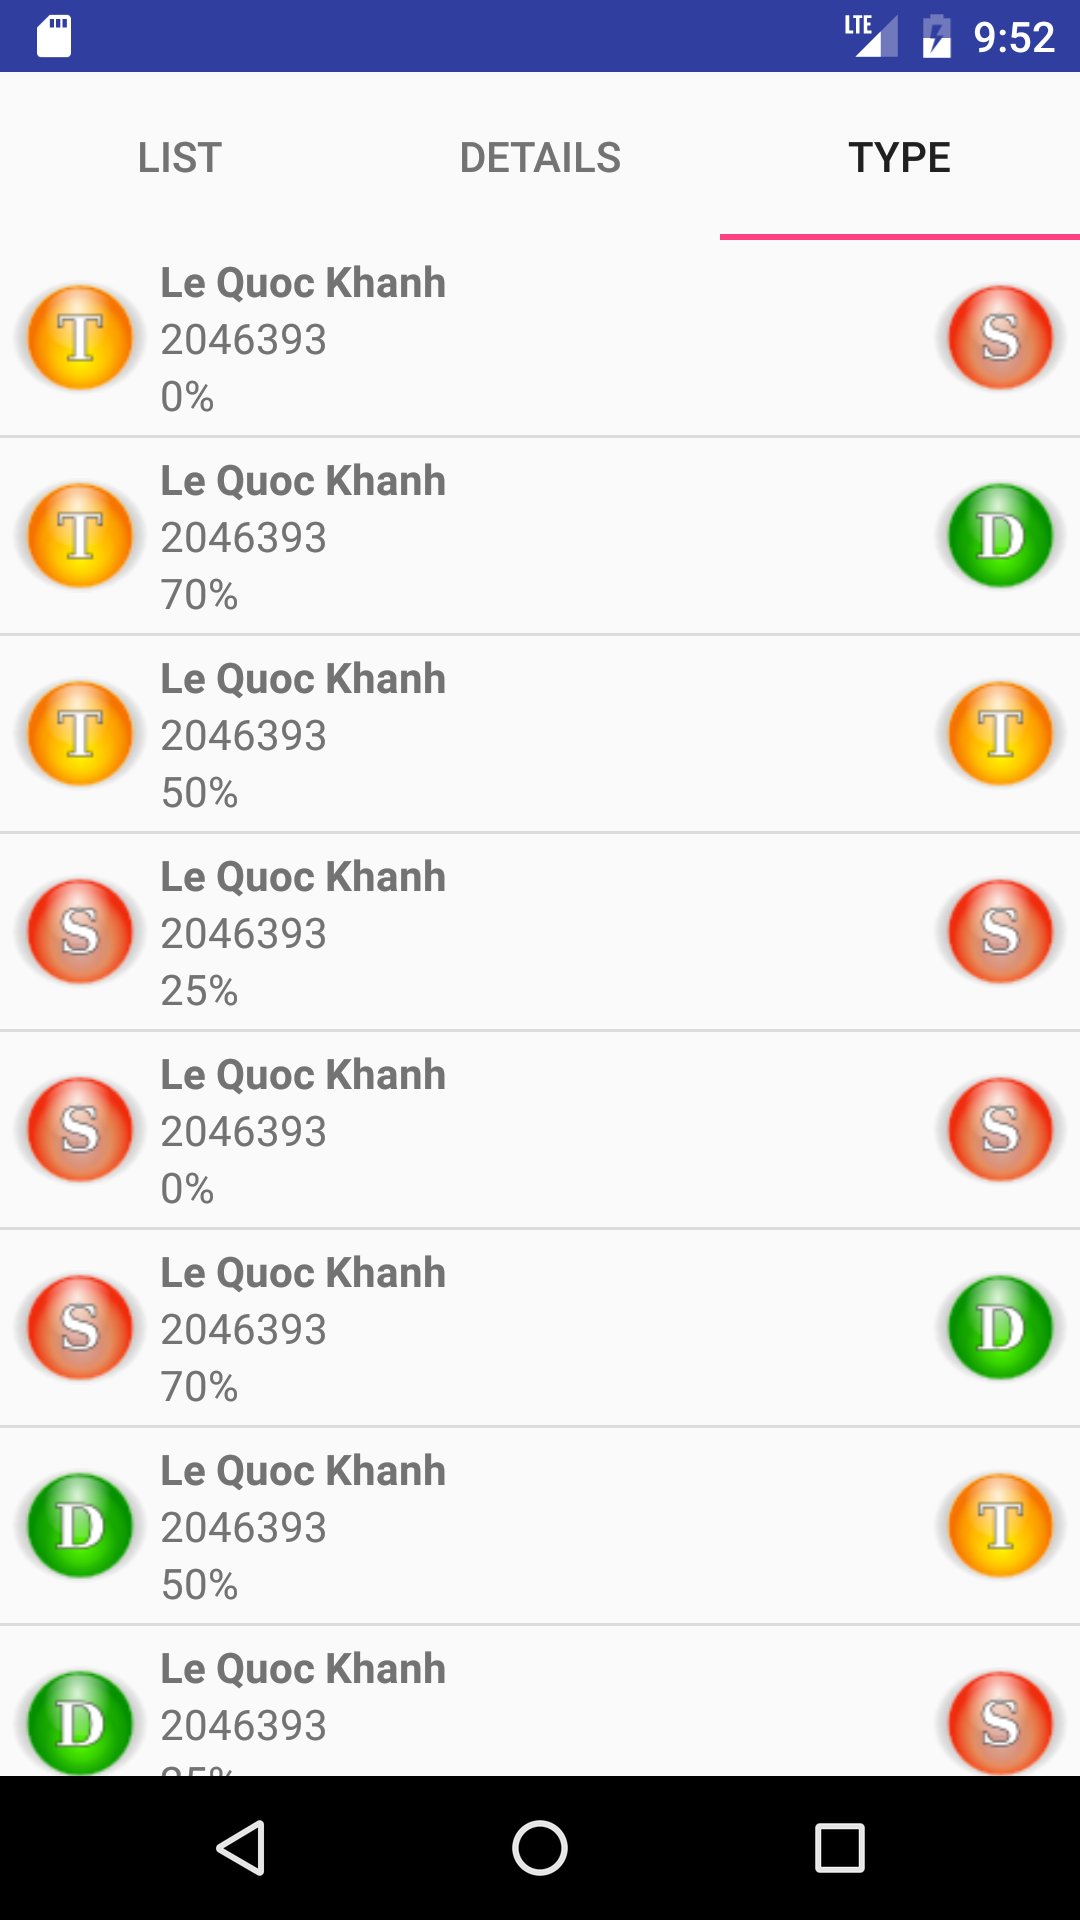 LTE 9:52
LIST DETAILS TYPE
Le Quoc Khanh
T 2046393 S
0%
Le Quoc Khanh
T 2046393 D
70%
Le Quoc Khanh
T 2046393 T
50%
Le Quoc Khanh
S 2046393 S
25%
Le Quoc Khanh
S 2046393 S
0%
Le Quoc Khanh
S 2046393 D
70%
Le Quoc Khanh
D 2046393 T
50%
Le Quoc Khanh
D 2046393 S